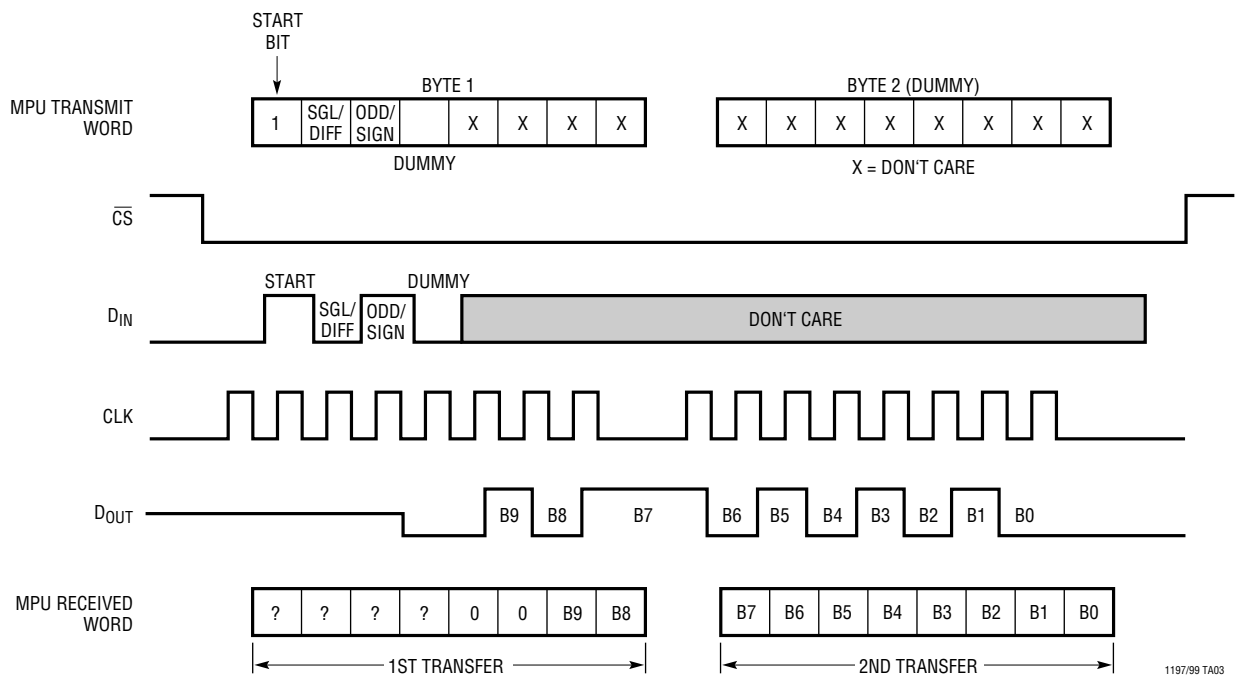 START
BIT
BYTE 1
BYTE 2 (DUMMY)
MPU TRANSMIT
WORD
1
SGL/
DIFF
ODD/
SIGN
X
X
X
X
X
X
X
X
X
X
X
X
DUMMY
X = DON'T CARE
CS
START
DUMMY
DIN
SGL/
DIFF
ODD/
SIGN
DON'T CARE
CLK
DOUT
B9
B8
B7
B6
B5
B4
B3
B2
B1
B0
MPU RECEIVED
WORD
?
?
?
?
0
0
B9
B8
B7
B6
B5
B4
B3
B2
B1
B0
1ST TRANSFER
2ND TRANSFER
1197/99 TA03